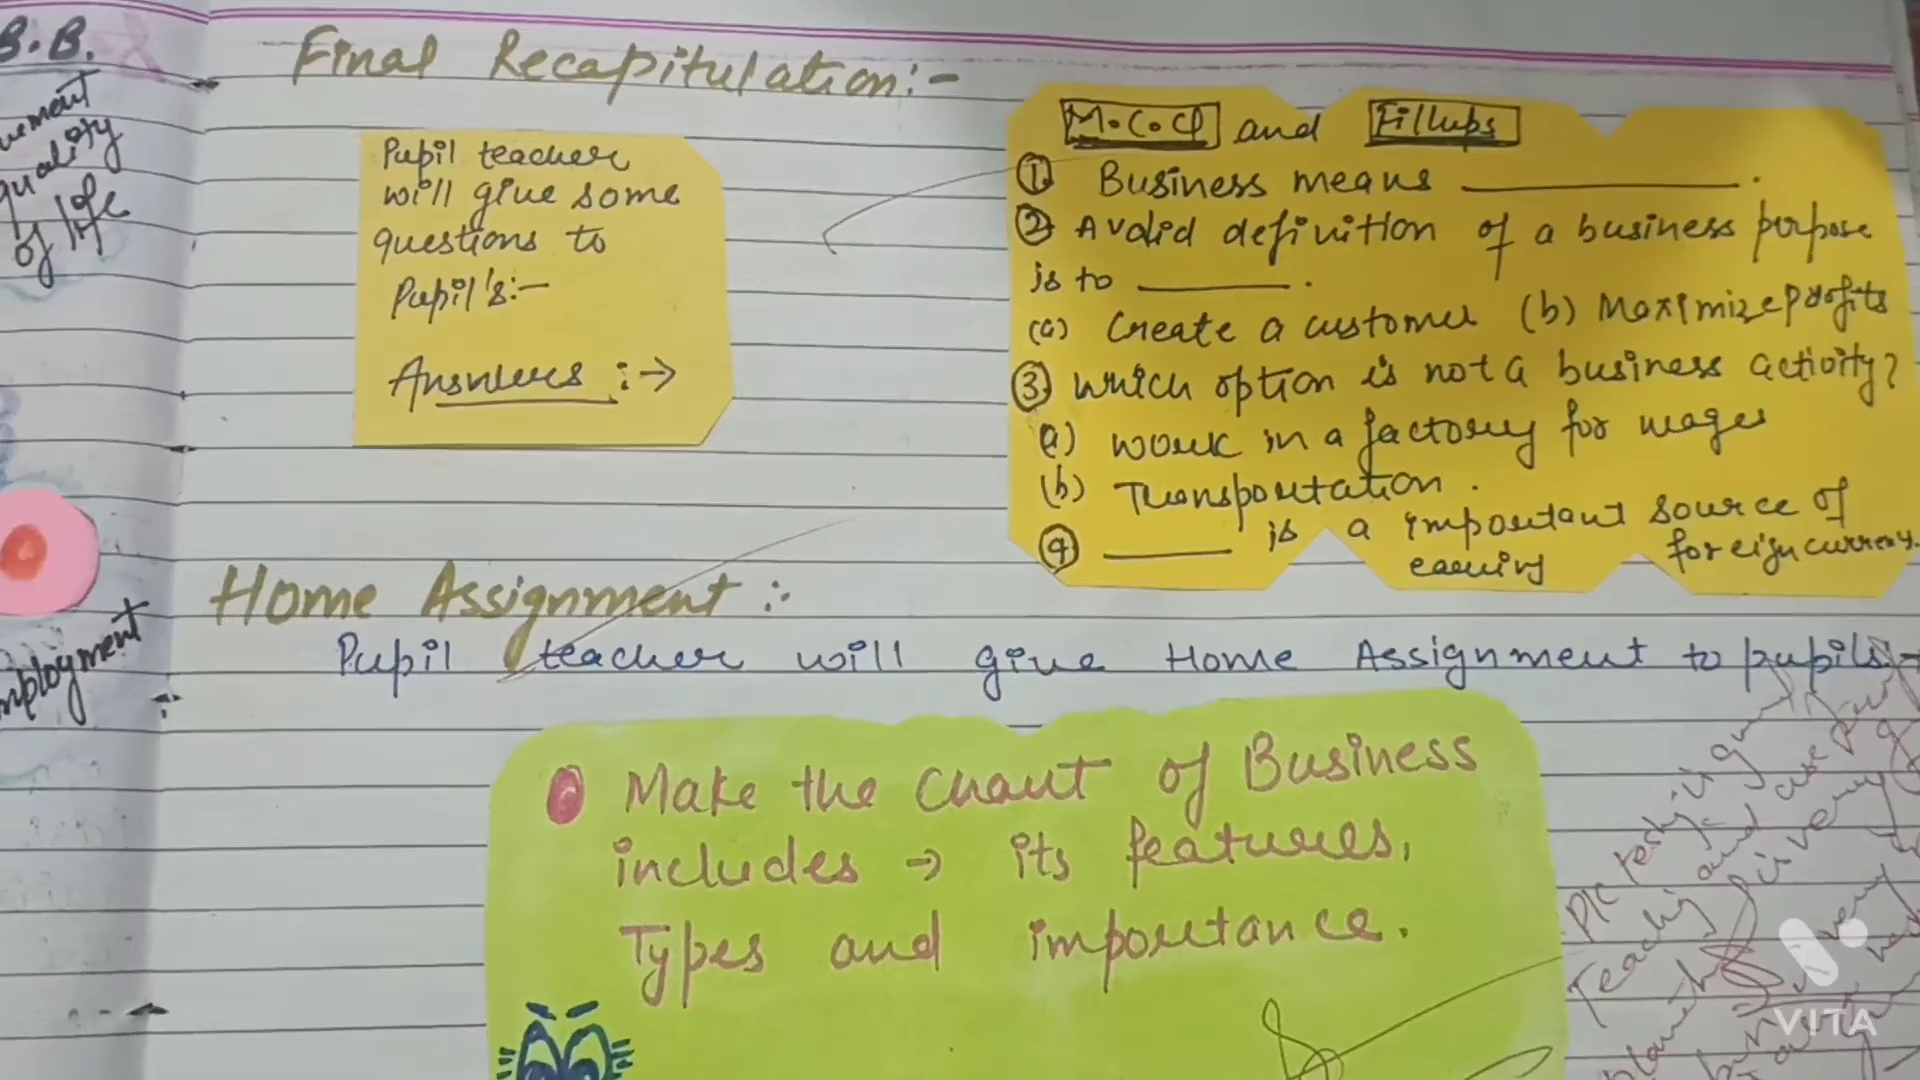 B.B.
quality
of life
Final Recapitulation:-
Pupil teacher
will give some
questions to
Pupil's:-
Answers :→
M.C.Q and Fillups
① Business means ________.
② A valid definition of a business purpose
is to ________.
(a) Create a customer (b) Maximize profits
③ Which option is not a business activity?
a) work in a factory for wages
(b) Transportation.
④ ________ is a important source of
earning foreign currency.
Home Assignment :-
Pupil teacher will give Home Assignment to pupils:-
Make the Chart of Business
includes → its features,
Types and importance.
VITA